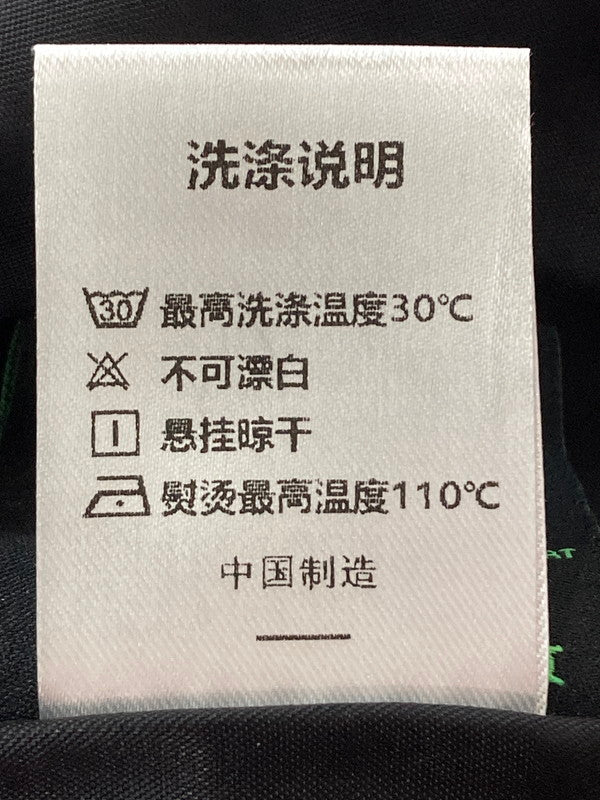 洗涤说明
30 最高洗涤温度30℃
不可漂白
悬挂晾干
熨烫最高温度110℃
中国制造